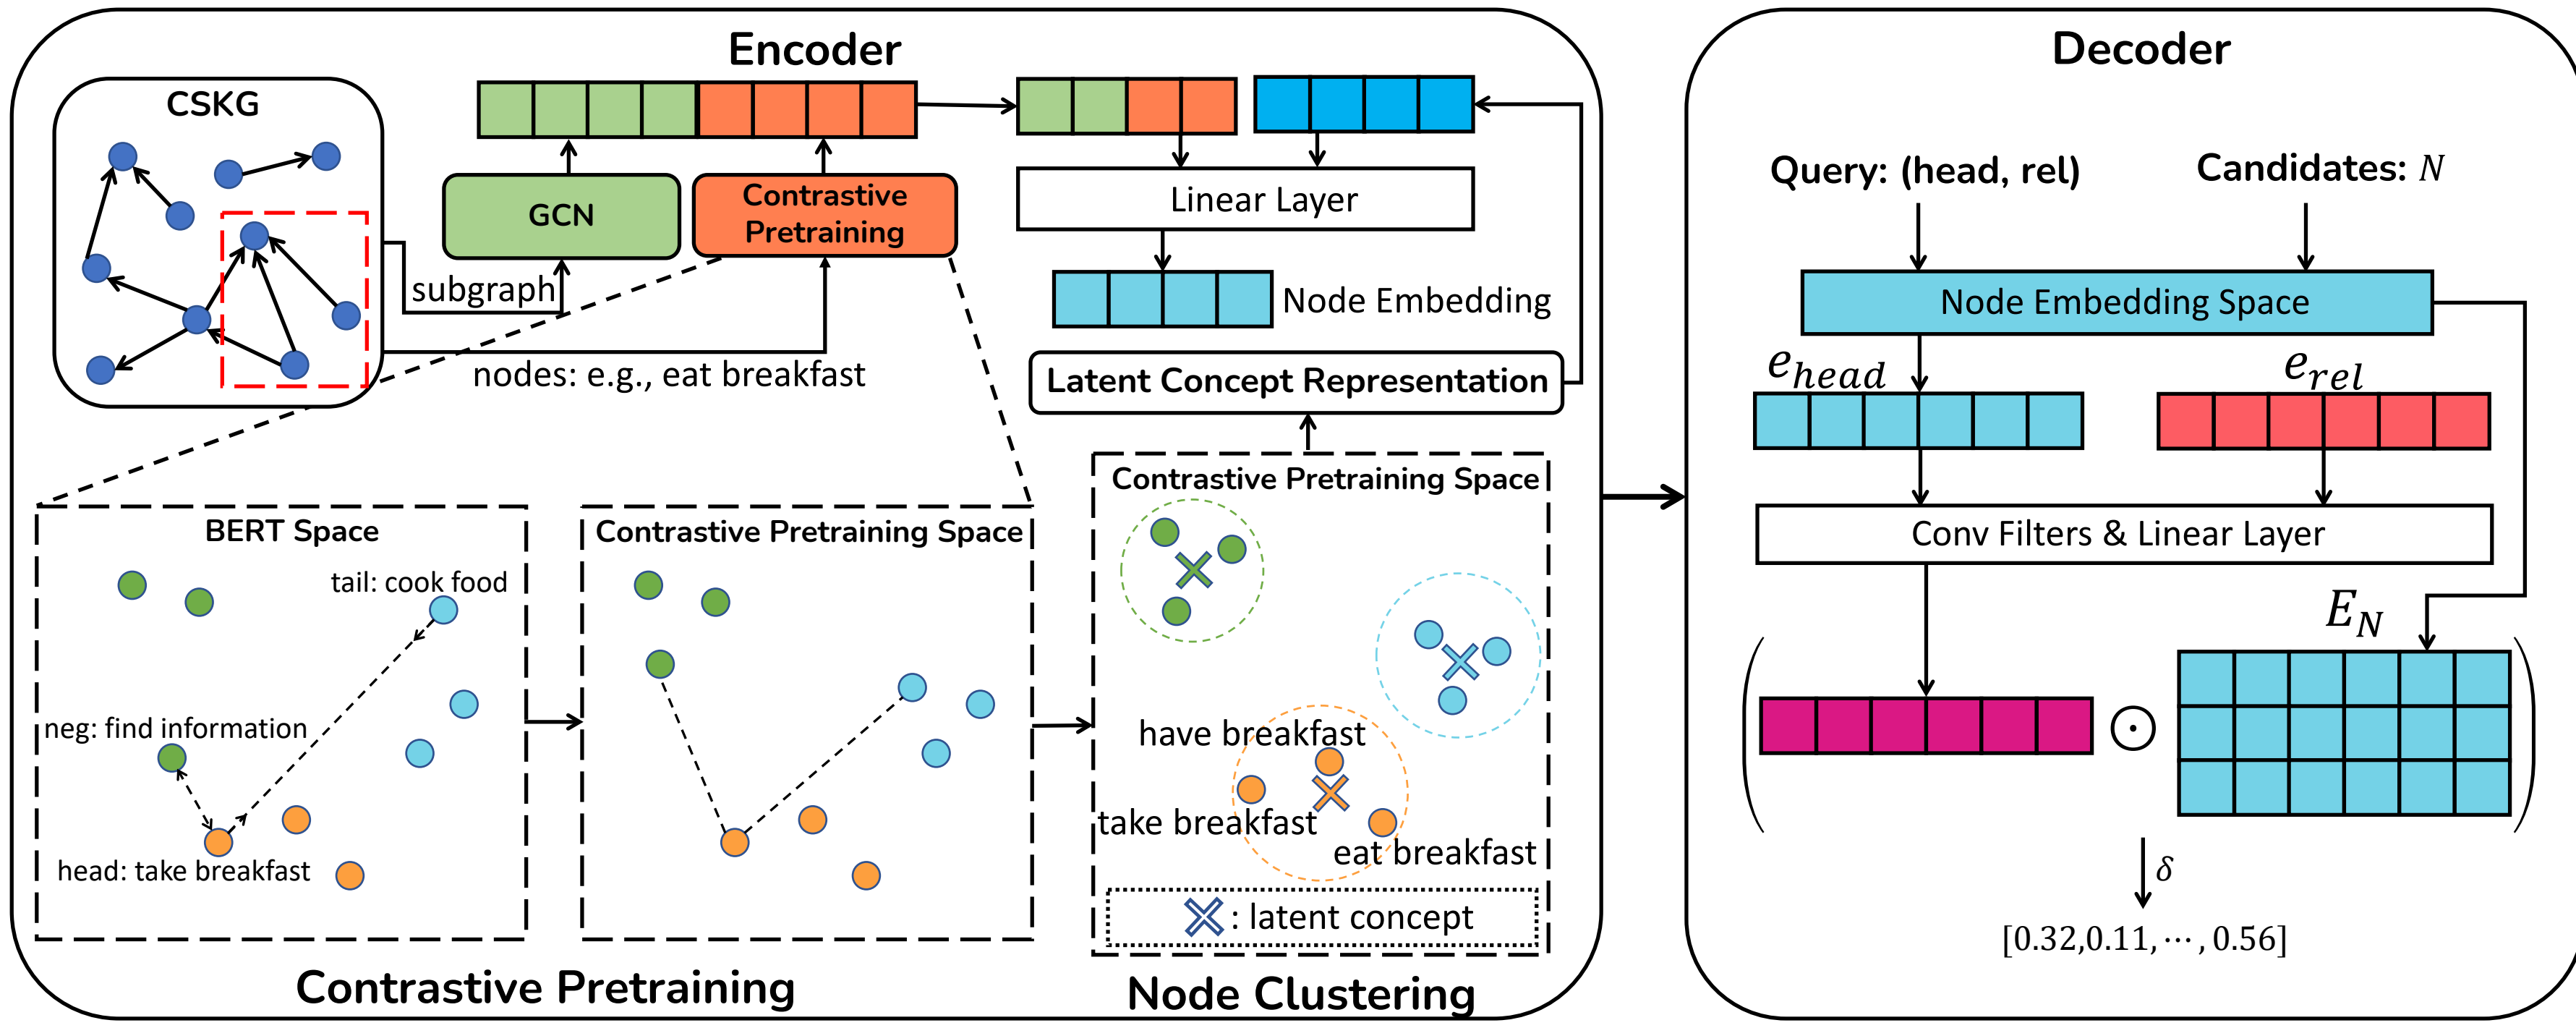 Encoder
CSKG
GCN
Contrastive
Pretraining
subgraph
nodes: e.g., eat breakfast
Linear Layer
Node Embedding
Latent Concept Representation
BERT Space
tail: cook food
neg: find information
head: take breakfast
Contrastive Pretraining Space
Contrastive Pretraining Space
have breakfast
take breakfast
eat breakfast
: latent concept
Contrastive Pretraining
Node Clustering
Decoder
Query: (head, rel)
Candidates: N
Node Embedding Space
e_head
e_rel
Conv Filters & Linear Layer
E_N
δ
[0.32,0.11, ⋯ , 0.56]